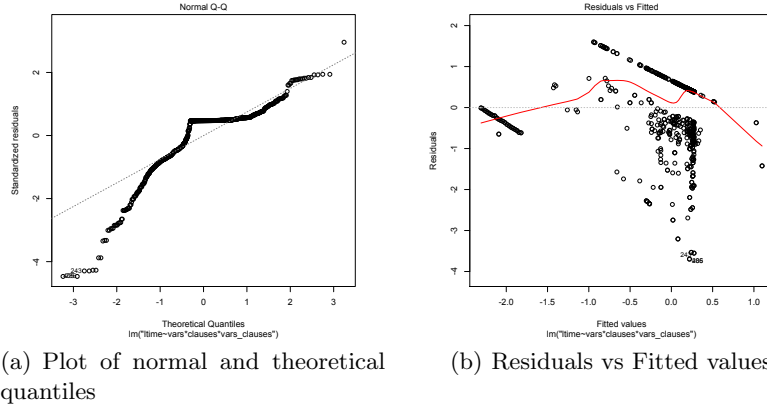 Normal Q-Q
Standardized residuals
2
0
-2
-4
243
-3
-2
-1
0
1
2
3
Theoretical Quantiles
lm("ltime~vars*clauses*vars_clauses")
(a) Plot of normal and theoretical
quantiles
Residuals vs Fitted
Residuals
2
1
0
-1
-2
-3
-4
-2.0
-1.5
-1.0
-0.5
0.0
0.5
1.0
Fitted values
lm("ltime~vars*clauses*vars_clauses")
(b) Residuals vs Fitted values